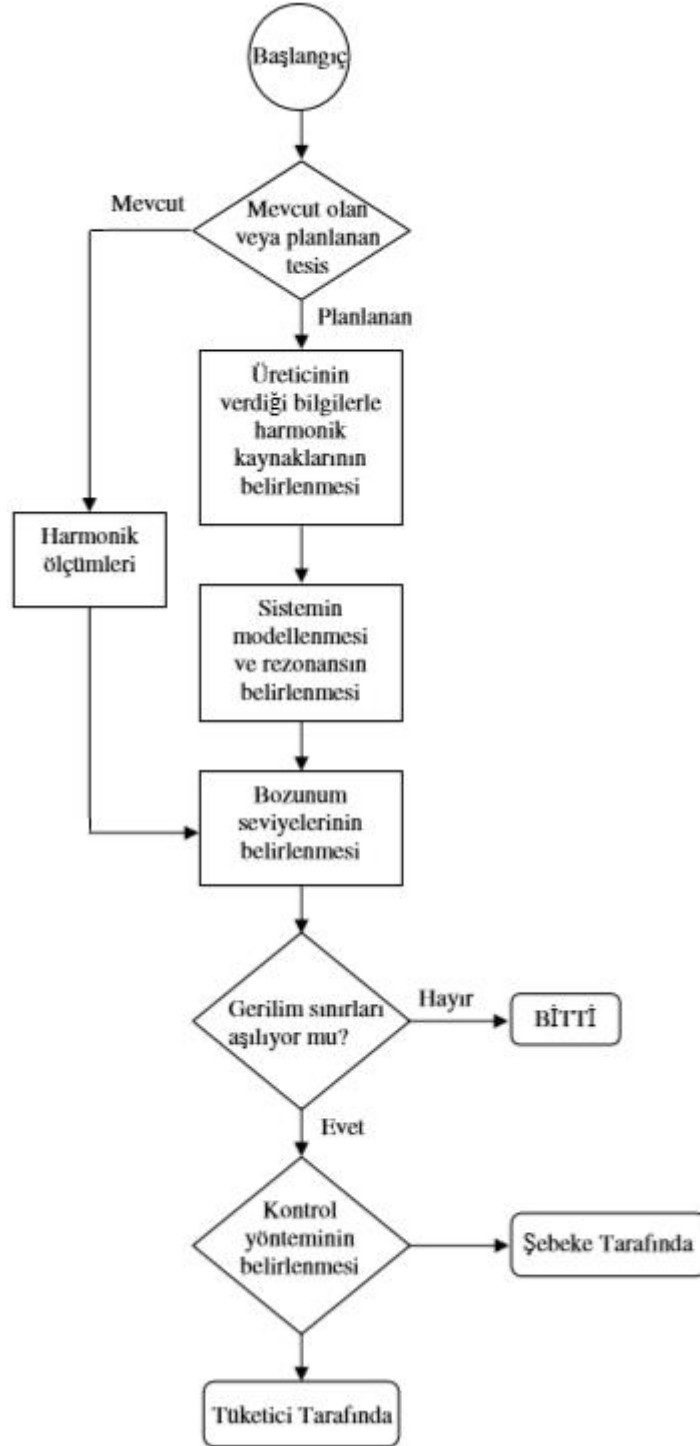 Başlangıç
Mevcut
Mevcut olan
veya planlanan
tesis
Planlanan
Üreticinin
verdiği bilgilerle
harmonik
kaynaklarının
belirlenmesi
Harmonik
ölçümleri
Sistemin
modellenmesi
ve rezonansın
belirlenmesi
Bozunum
seviyelerinin
belirlenmesi
Gerilim sınırları
aşılıyor mu?
Hayır
BİTTİ
Evet
Kontrol
yönteminin
belirlenmesi
Şebeke Tarafında
Tüketici Tarafında